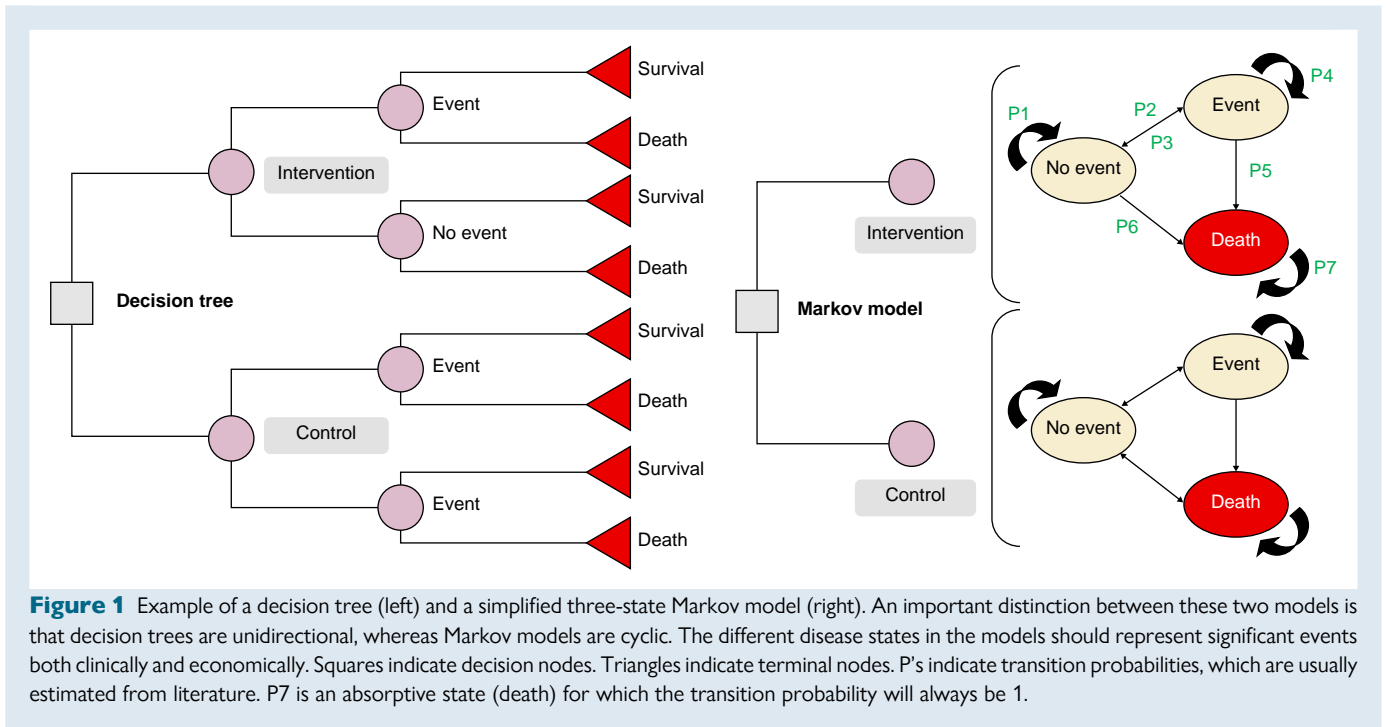 Survival
Event
Death
Intervention
Survival
No event
Death
Decision tree
Survival
Event
Death
Control
Survival
Event
Death
Intervention
Markov model
Control
P1
P2
P3
Event
P4
No event
P5
P6
Death
P7
Event
No event
Death
Figure 1 Example of a decision tree (left) and a simplified three-state Markov model (right). An important distinction between these two models is
that decision trees are unidirectional, whereas Markov models are cyclic. The different disease states in the models should represent significant events
both clinically and economically. Squares indicate decision nodes. Triangles indicate terminal nodes. P's indicate transition probabilities, which are usually
estimated from literature. P7 is an absorptive state (death) for which the transition probability will always be 1.